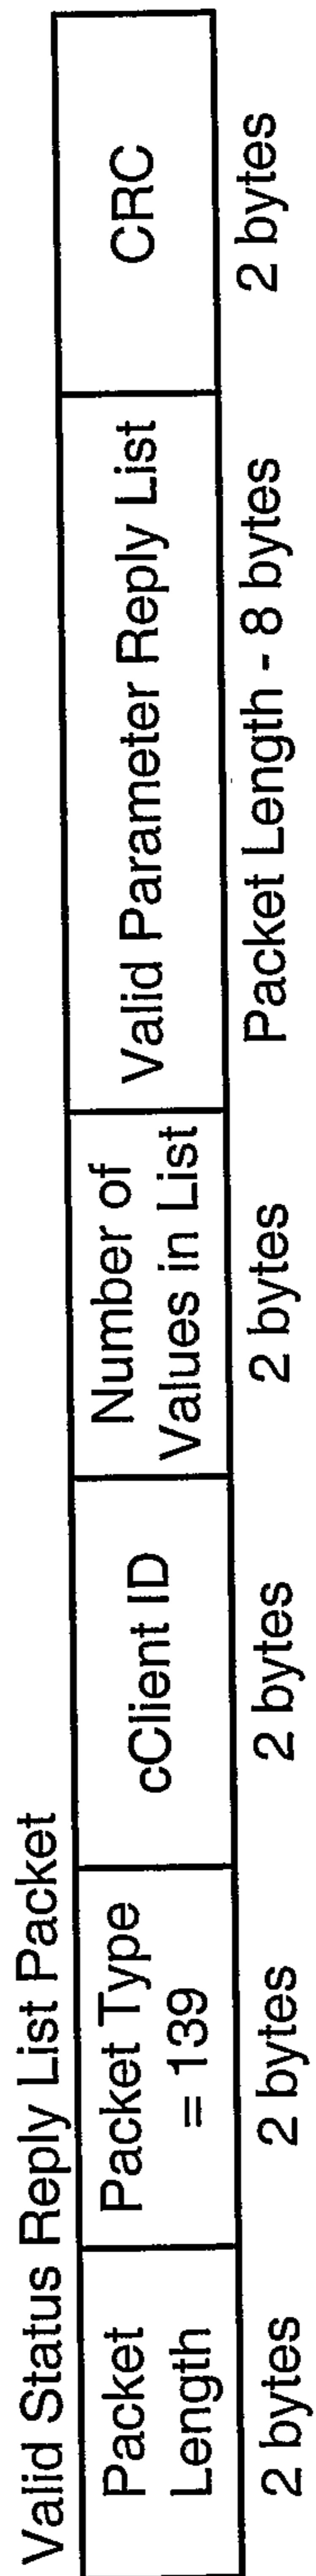 Valid Status Reply List Packet
Packet
Length
Packet Type
= 139
cClient ID
Number of
Values in List
Valid Parameter Reply List
CRC
2 bytes
2 bytes
2 bytes
2 bytes
Packet Length - 8 bytes
2 bytes